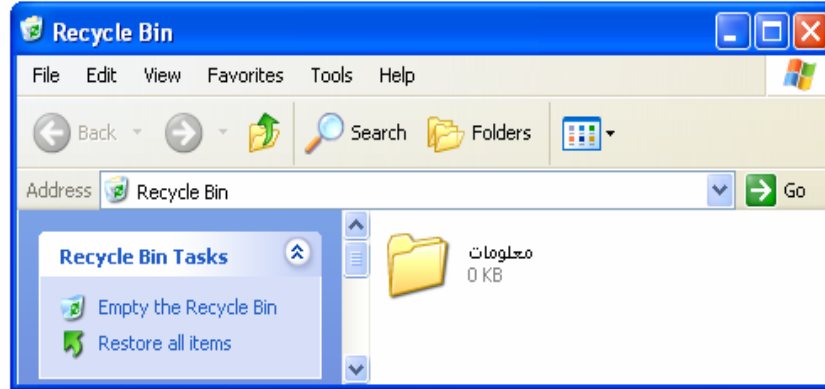 Recycle Bin
File Edit View Favorites Tools Help
Back Search Folders
Address Recycle Bin Go
Recycle Bin Tasks
Empty the Recycle Bin
Restore all items
معلومات
0 KB